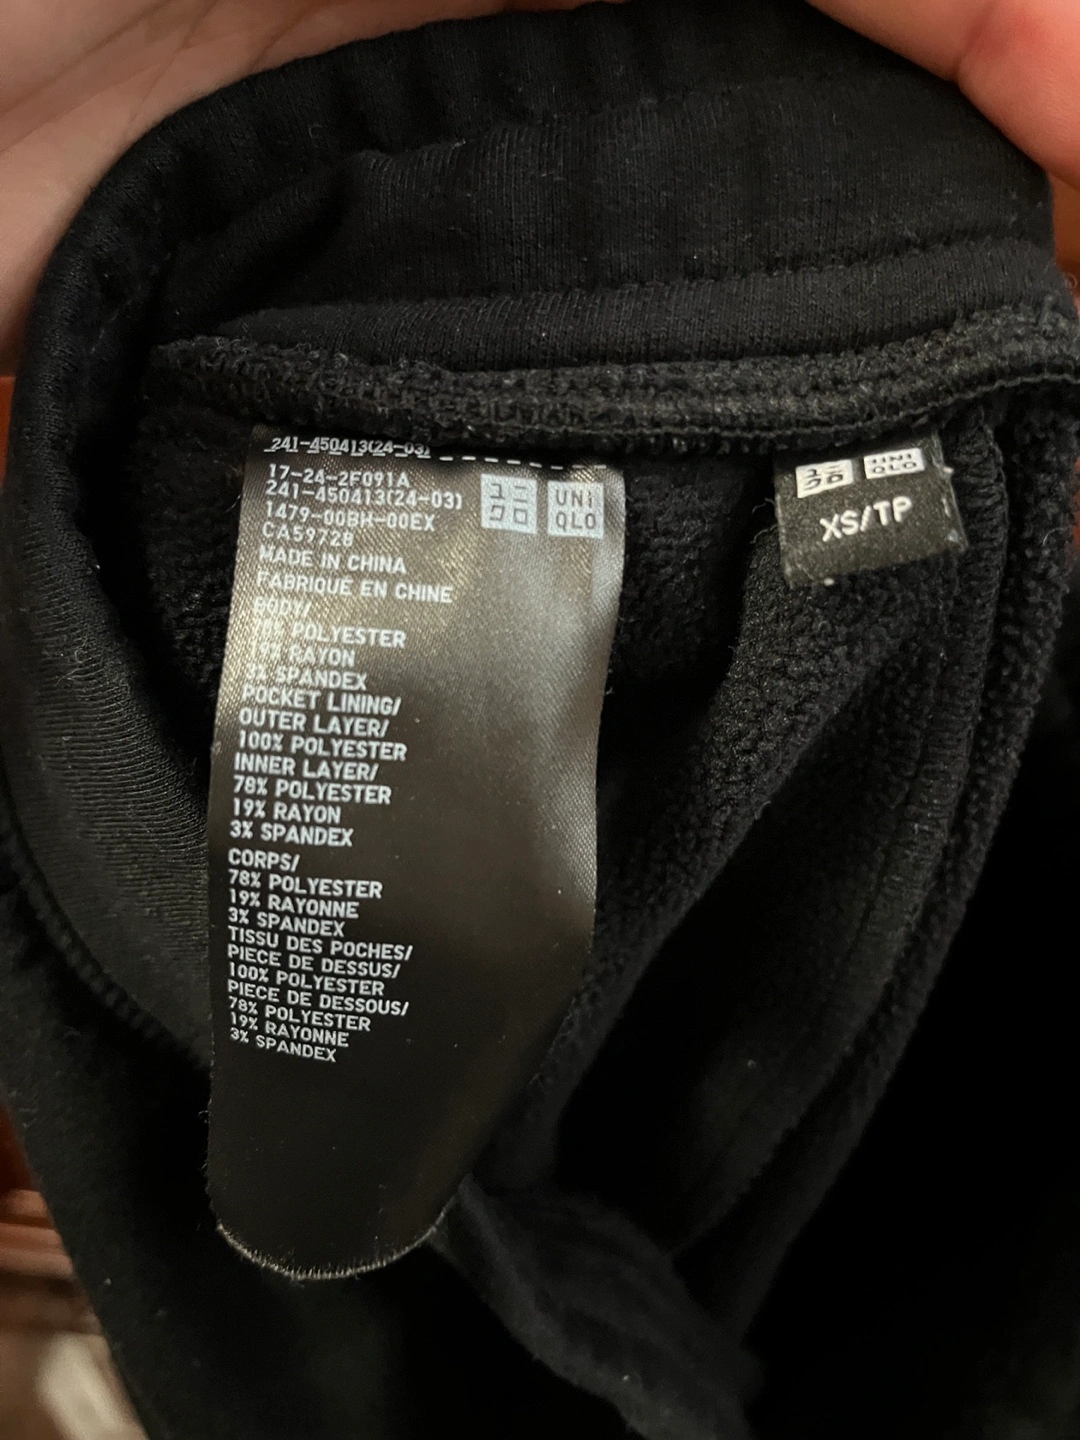 241-450413(24-03)
17-24-2F091A
241-450413(24-03)
1479-00BH-00EX
CA59728
MADE IN CHINA
FABRIQUE EN CHINE
BODY/
78% POLYESTER
19% RAYON
3% SPANDEX
POCKET LINING/
OUTER LAYER/
100% POLYESTER
INNER LAYER/
78% POLYESTER
19% RAYON
3% SPANDEX
CORPS/
78% POLYESTER
19% RAYONNE
3% SPANDEX
TISSU DES POCHES/
PIECE DE DESSUS/
100% POLYESTER
PIECE DE DESSOUS/
78% POLYESTER
19% RAYONNE
3% SPANDEX
ユニ
クロ
UNI
QLO
ユニ
クロ
UNI
QLO
XS/TP